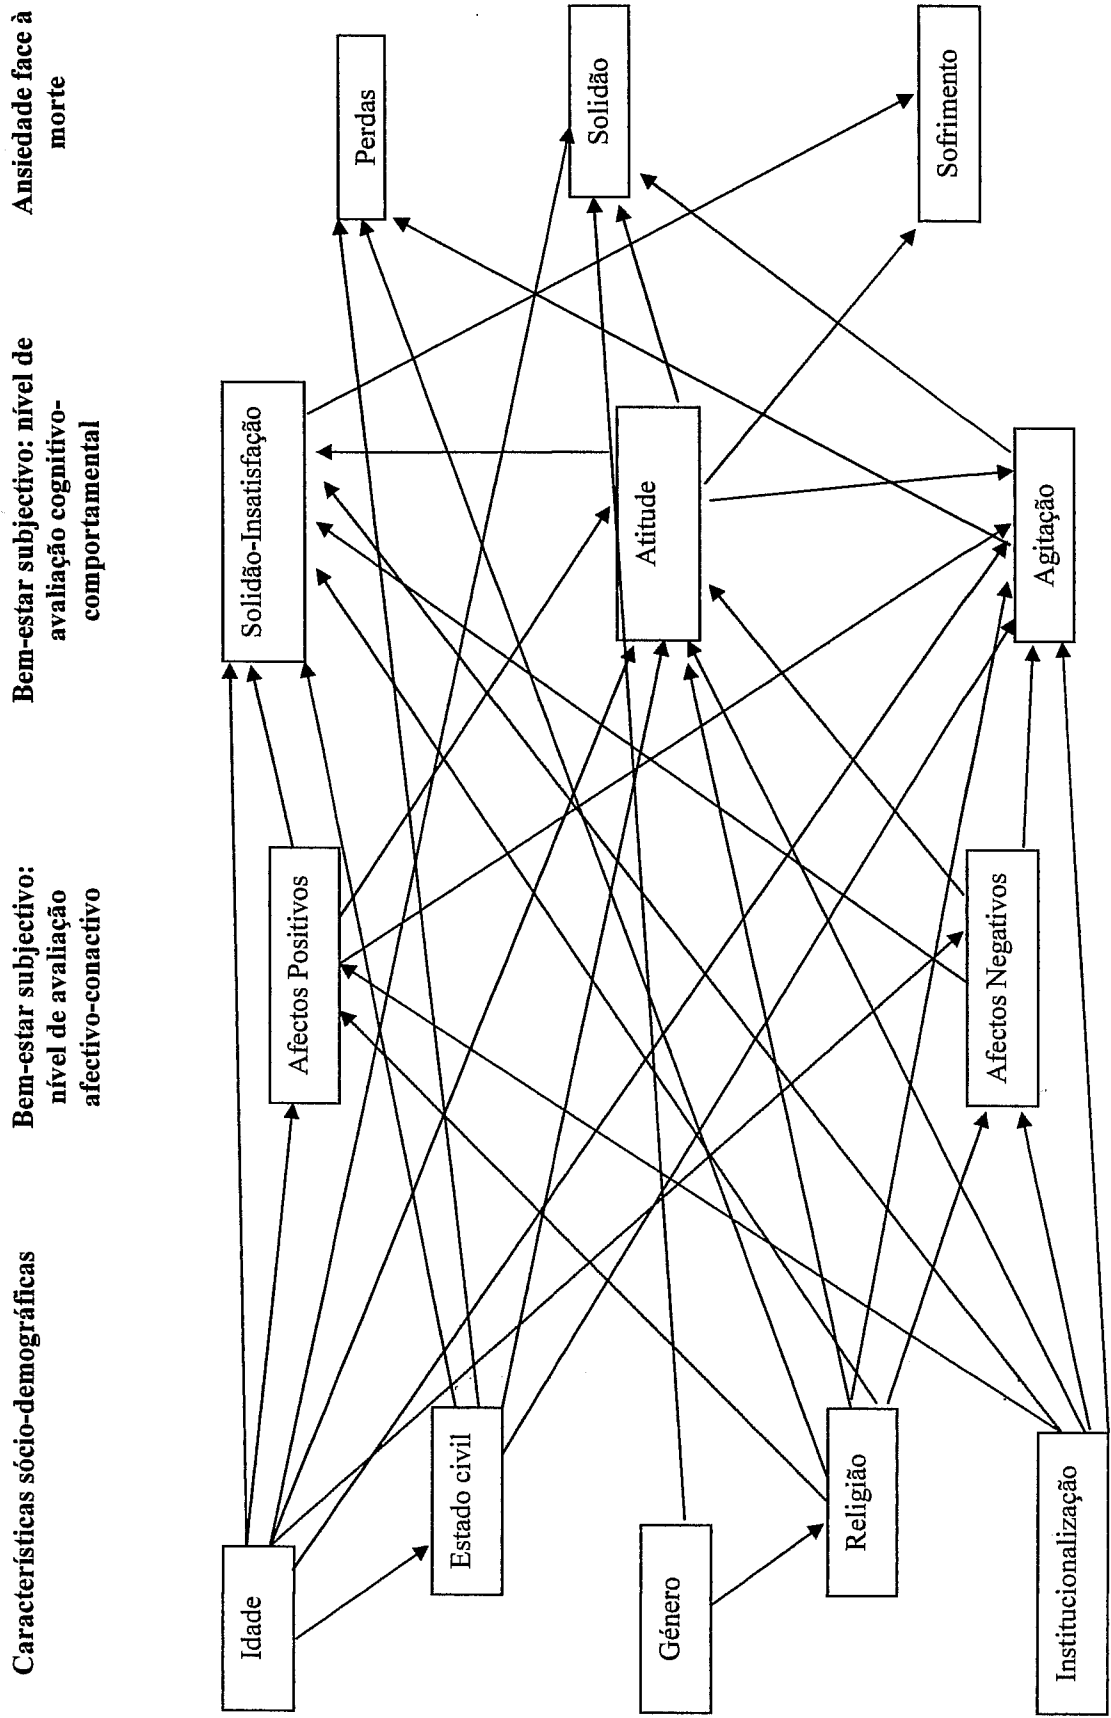 Características sócio-demográficas
Bem-estar subjectivo:
nível de avaliação
afectivo-conactivo
Bem-estar subjectivo: nível de
avaliação cognitivo-
comportamental
Ansiedade face à
morte
Idade
Estado civil
Género
Religião
Institucionalização
Afectos Positivos
Afectos Negativos
Solidão-Insatisfação
Atitude
Agitação
Perdas
Solidão
Sofrimento